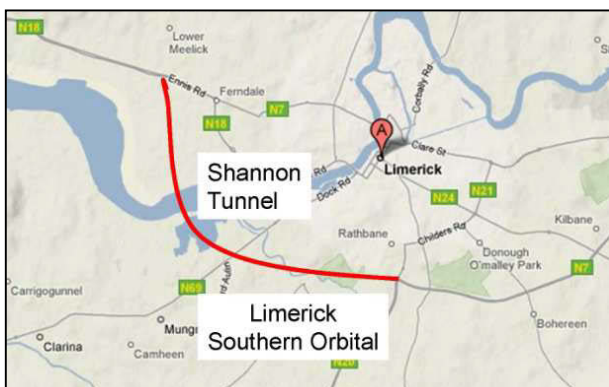 N18
Lower
Meelick
Ennis Rd
Ferndale
N7
N18
Corbally Rd
Clare St
A
Limerick
Shannon
Tunnel
Rd
Dock Rd
N21
N24
Kilbane
Rathbane
Childers Rd
Donough
O'malley Park
N7
N69
Carrigogunnel
Limerick
Southern Orbital
Mung
Bohereen
Clarina
Camheen